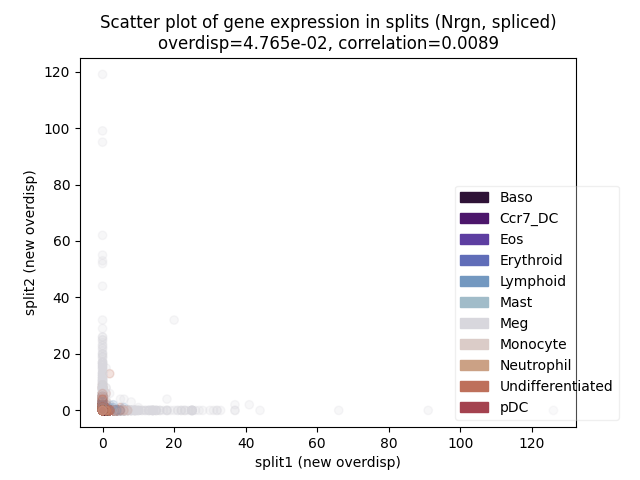 Scatter plot of gene expression in splits (Nrgn, spliced)
overdisp=4.765e-02, correlation=0.0089
120
100
80
60
40
20
0
split2 (new overdisp)
Baso
Ccr7_DC
Eos
Erythroid
Lymphoid
Mast
Meg
Monocyte
Neutrophil
Undifferentiated
pDC
0 20 40 60 80 100 120
split1 (new overdisp)